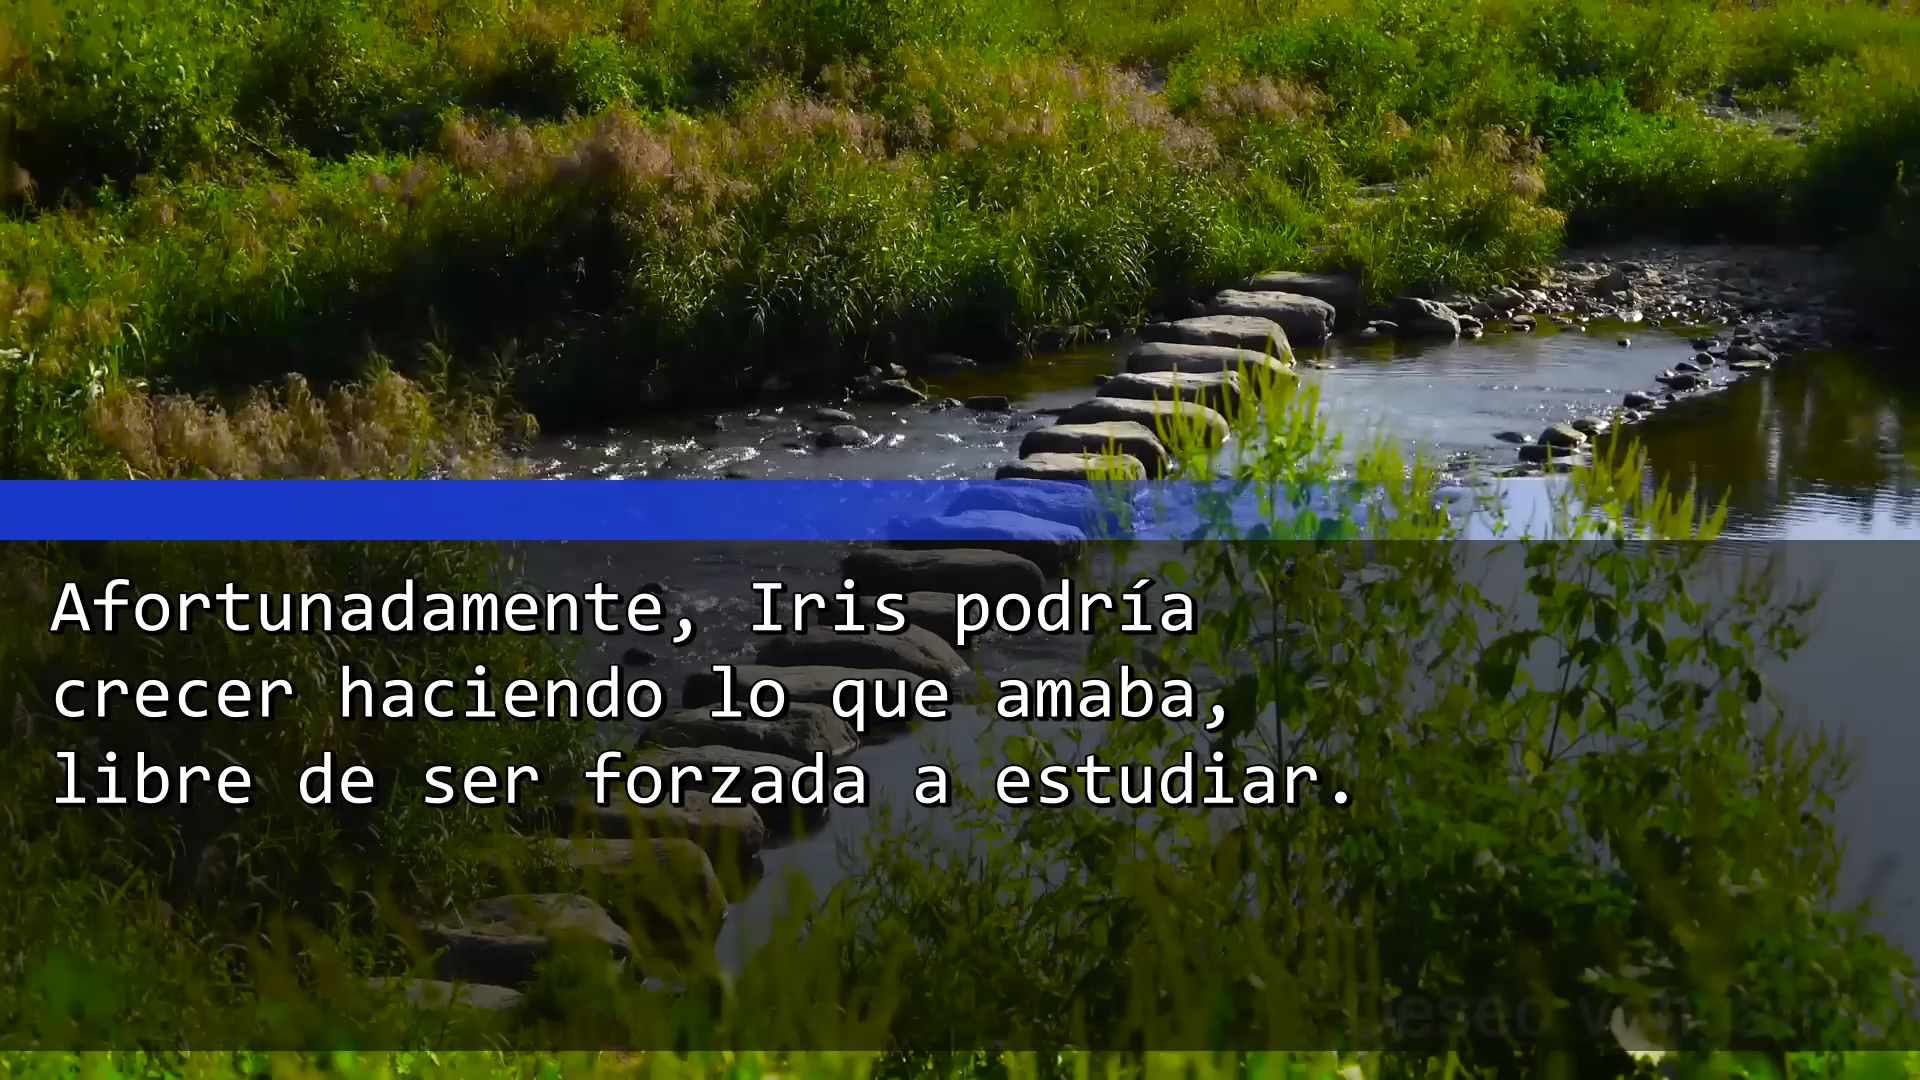 Afortunadamente, Iris podría
crecer haciendo lo que amaba,
libre de ser forzada a estudiar.